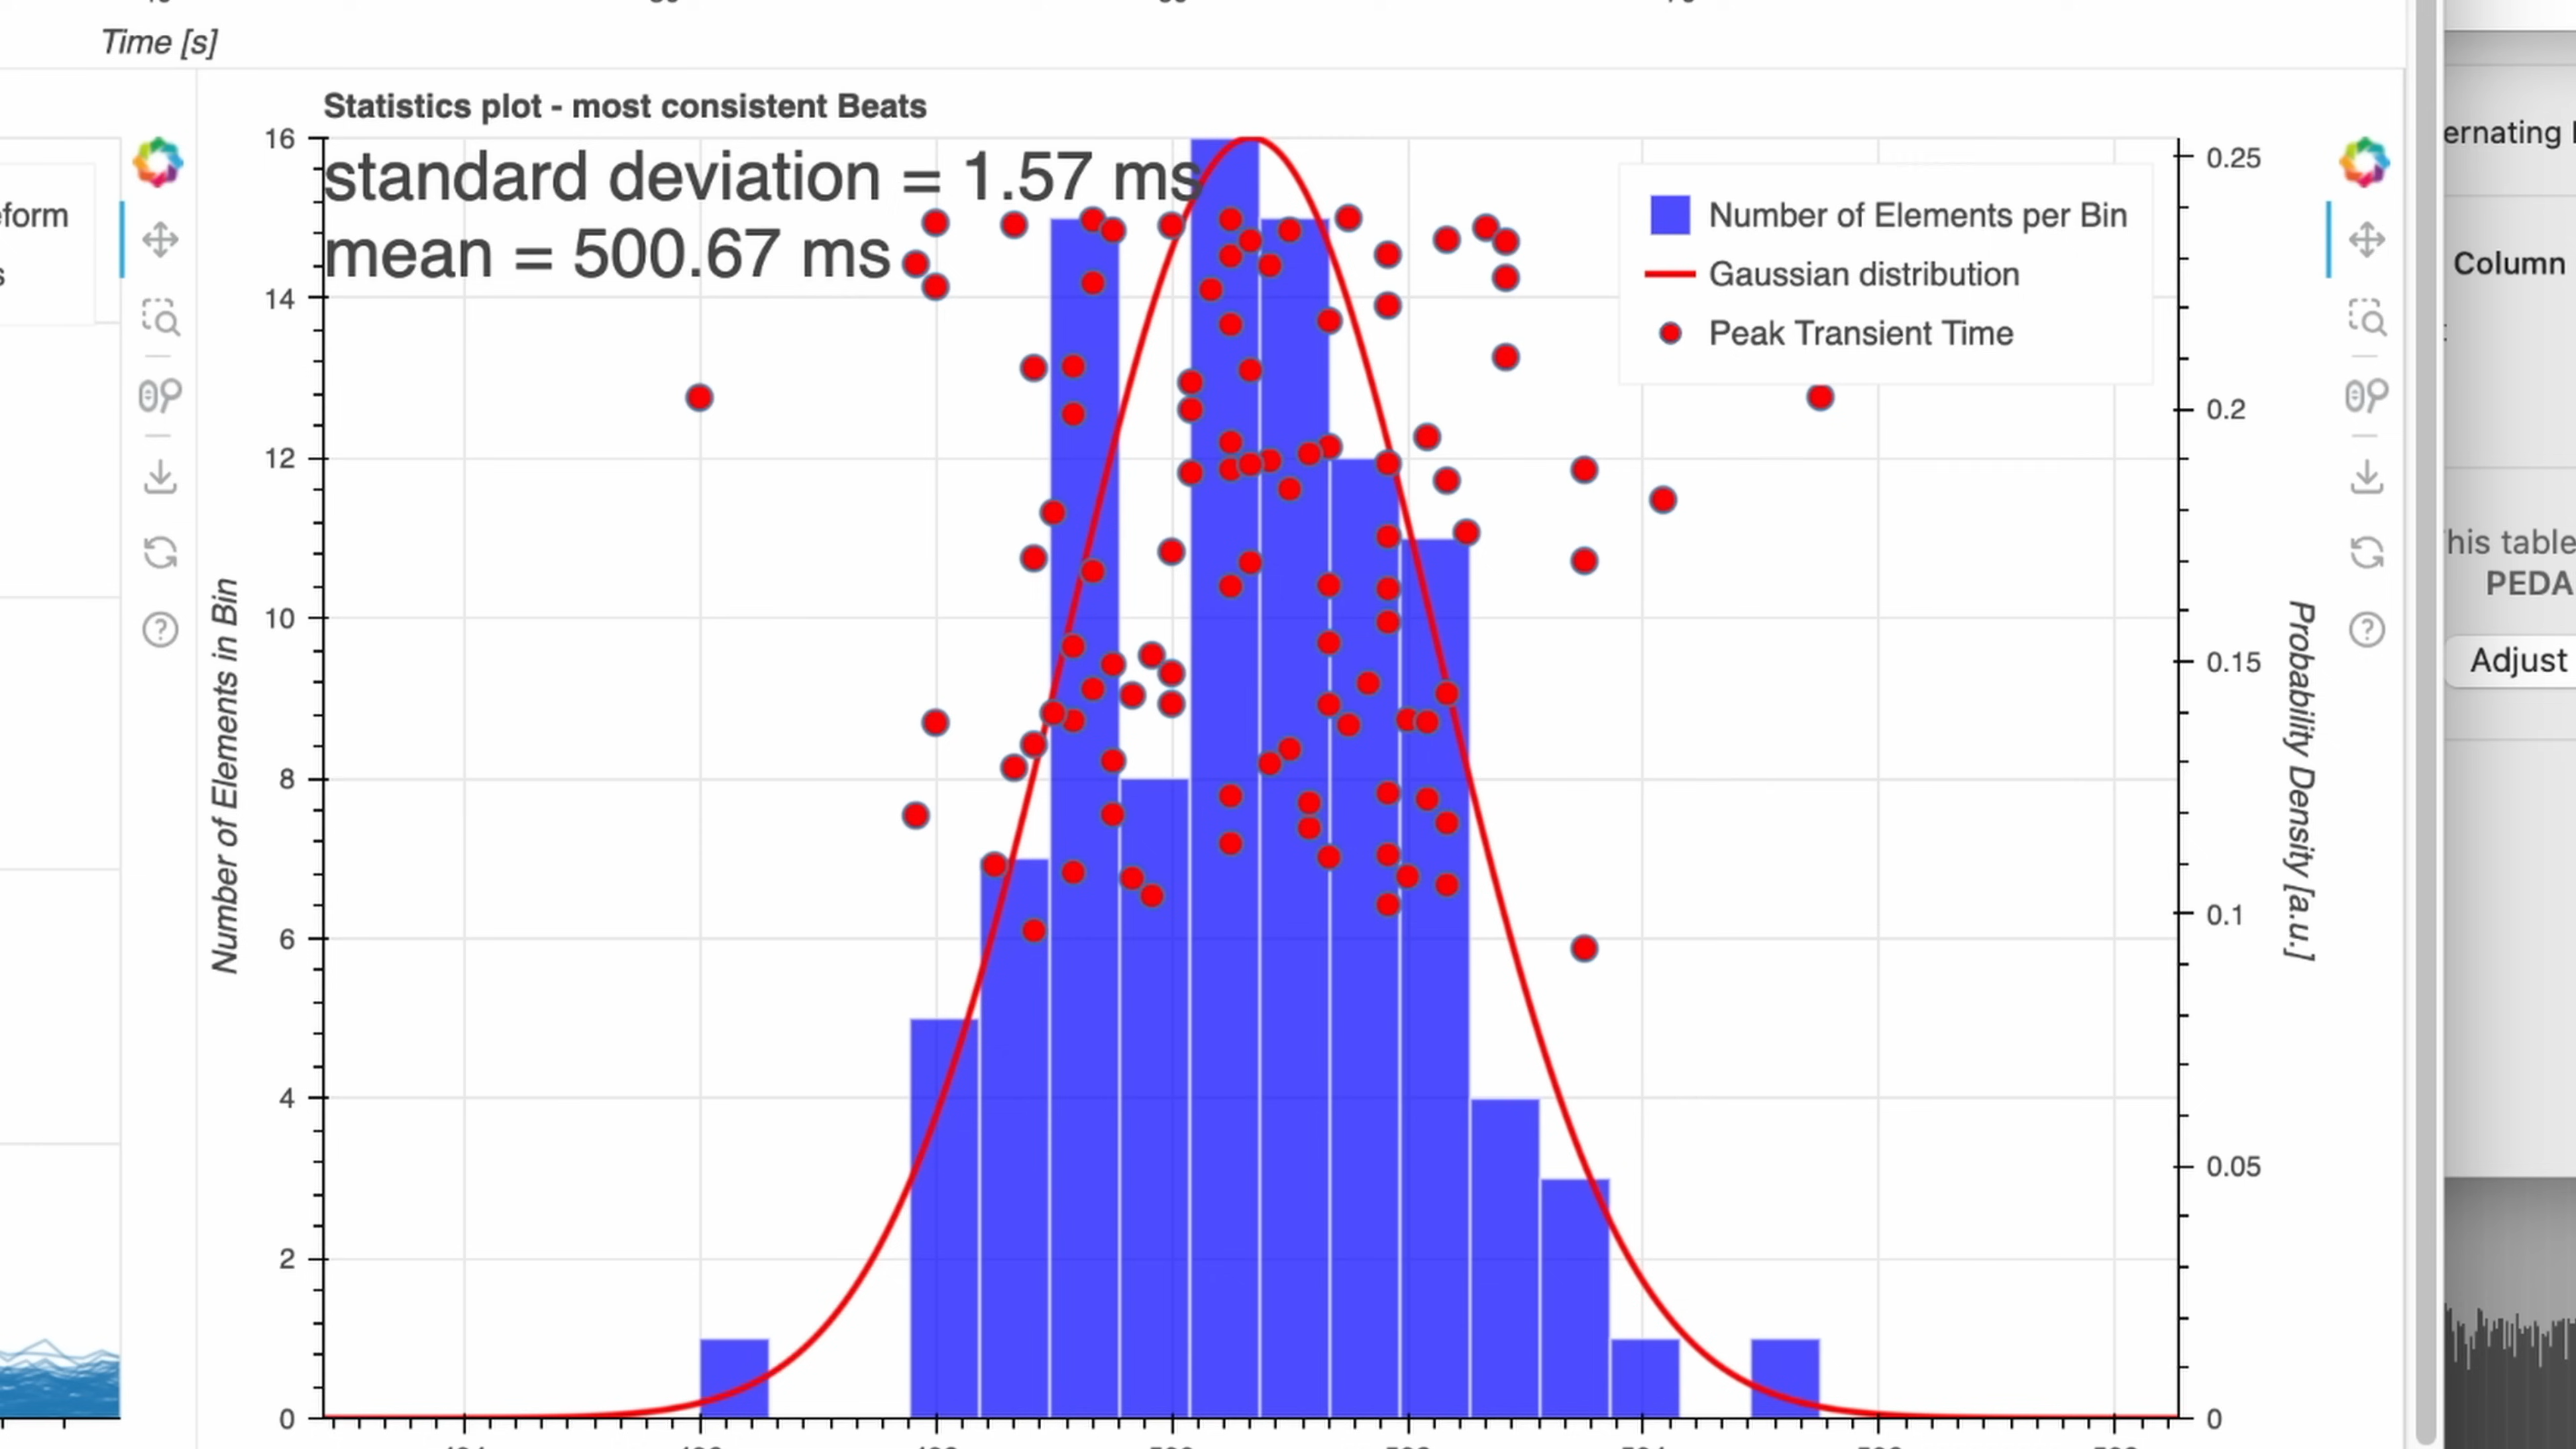 Time [s]
Statistics plot - most consistent Beats
standard deviation = 1.57 ms
mean = 500.67 ms
eform
s
Number of Elements per Bin
Gaussian distribution
Peak Transient Time
16
14
12
10
8
6
4
2
0
Number of Elements in Bin
0.25
0.2
0.15
0.1
0.05
0
Probability Density [a.u.]
ernating
Column
his table
PEDA
Adjust